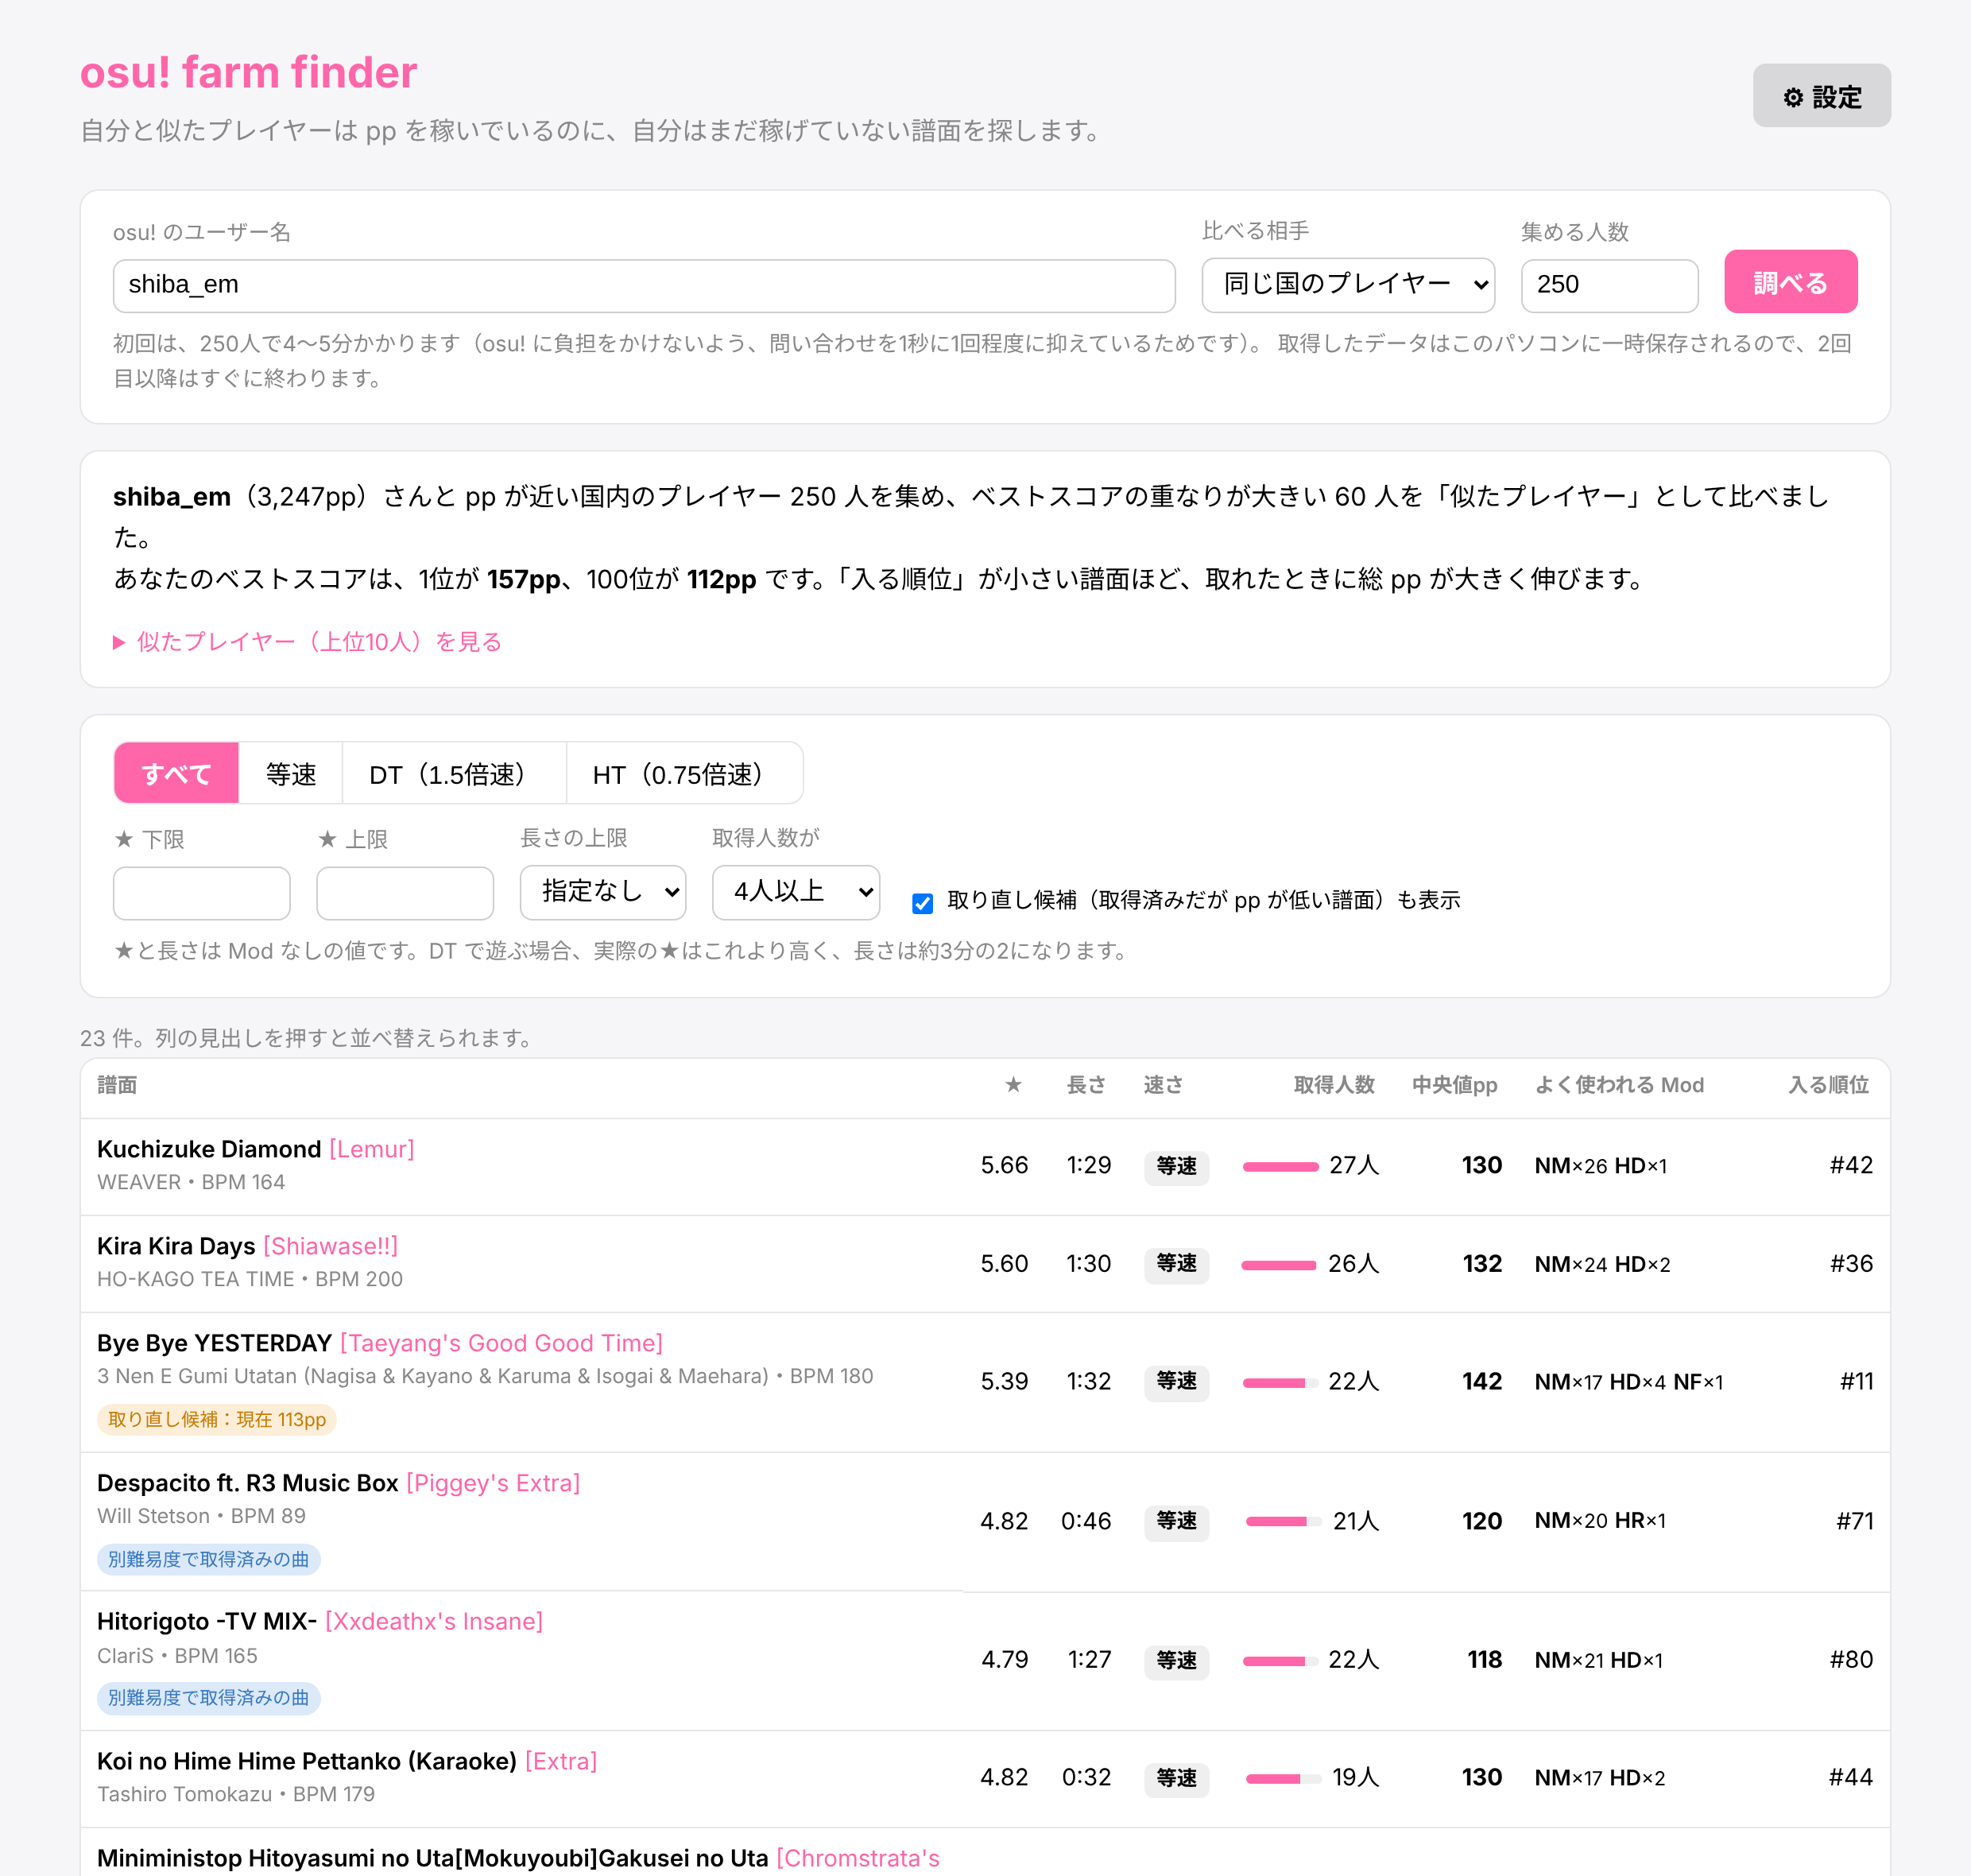 osu! farm finder
自分と似たプレイヤーは pp を稼いでいるのに、自分はまだ稼げていない譜面を探します。
⚙ 設定
osu! のユーザー名
比べる相手
集める人数
shiba_em
同じ国のプレイヤー
250
調べる
初回は、250人で4〜5分かかります（osu! に負担をかけないよう、問い合わせを1秒に1回程度に抑えているためです）。 取得したデータはこのパソコンに一時保存されるので、2回
目以降はすぐに終わります。
shiba_em（3,247pp）さんと pp が近い国内のプレイヤー 250 人を集め、ベストスコアの重なりが大きい 60 人を「似たプレイヤー」として比べまし
た。
あなたのベストスコアは、1位が 157pp、100位が 112pp です。「入る順位」が小さい譜面ほど、取れたときに総 pp が大きく伸びます。
▶ 似たプレイヤー（上位10人）を見る
すべて
等速
DT（1.5倍速）
HT（0.75倍速）
★ 下限
★ 上限
長さの上限
取得人数が
指定なし
4人以上
取り直し候補（取得済みだが pp が低い譜面）も表示
★と長さは Mod なしの値です。DT で遊ぶ場合、実際の★はこれより高く、長さは約3分の2になります。
23 件。列の見出しを押すと並べ替えられます。
譜面 ★ 長さ 速さ 取得人数 中央値pp よく使われる Mod 入る順位
Kuchizuke Diamond [Lemur]
WEAVER • BPM 164
5.66 1:29 等速 27人 130 NM×26 HD×1 #42
Kira Kira Days [Shiawase!!]
HO-KAGO TEA TIME • BPM 200
5.60 1:30 等速 26人 132 NM×24 HD×2 #36
Bye Bye YESTERDAY [Taeyang's Good Good Time]
3 Nen E Gumi Utatan (Nagisa & Kayano & Karuma & Isogai & Maehara) • BPM 180
取り直し候補：現在 113pp
5.39 1:32 等速 22人 142 NM×17 HD×4 NF×1 #11
Despacito ft. R3 Music Box [Piggey's Extra]
Will Stetson • BPM 89
別難易度で取得済みの曲
4.82 0:46 等速 21人 120 NM×20 HR×1 #71
Hitorigoto -TV MIX- [Xxdeathx's Insane]
ClariS • BPM 165
別難易度で取得済みの曲
4.79 1:27 等速 22人 118 NM×21 HD×1 #80
Koi no Hime Hime Pettanko (Karaoke) [Extra]
Tashiro Tomokazu • BPM 179
4.82 0:32 等速 19人 130 NM×17 HD×2 #44
Miniministop Hitoyasumi no Uta[Mokuyoubi]Gakusei no Uta [Chromstrata's